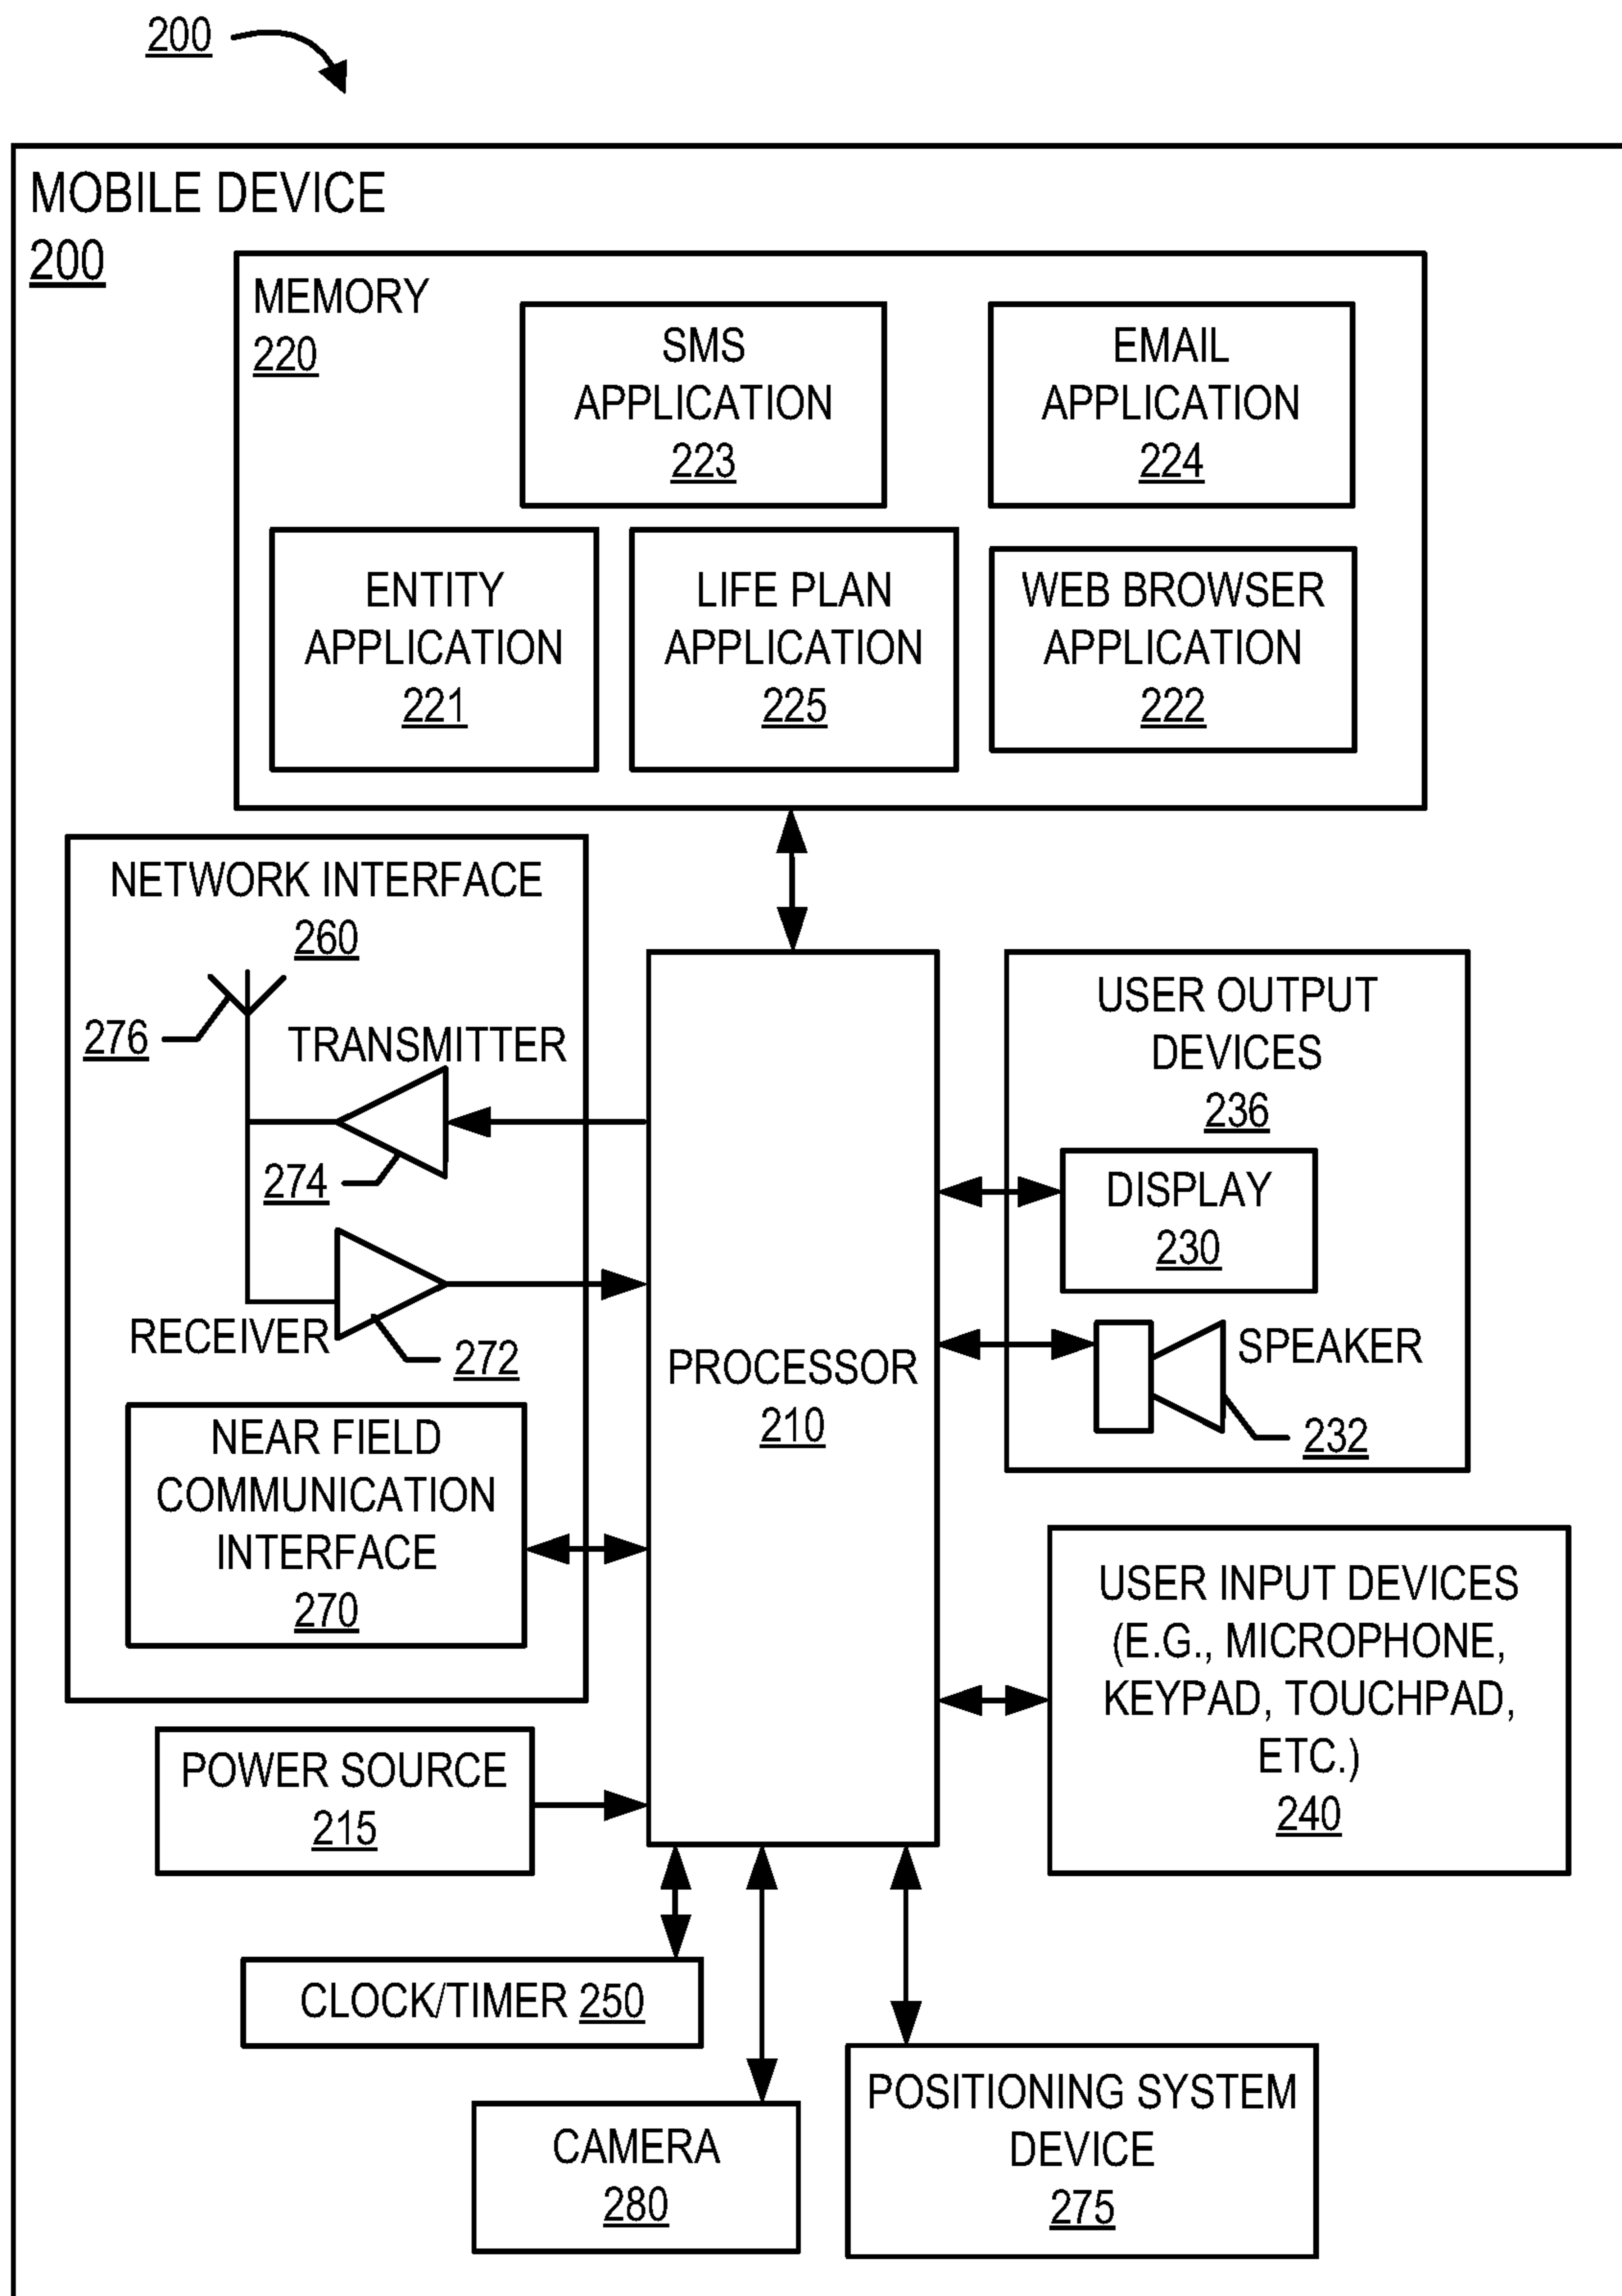 200
MOBILE DEVICE
200
MEMORY
220
SMS
APPLICATION
223
EMAIL
APPLICATION
224
ENTITY
APPLICATION
221
LIFE PLAN
APPLICATION
225
WEB BROWSER
APPLICATION
222
NETWORK INTERFACE
260
276
TRANSMITTER
274
RECEIVER
272
NEAR FIELD
COMMUNICATION
INTERFACE
270
PROCESSOR
210
USER OUTPUT
DEVICES
236
DISPLAY
230
SPEAKER
232
USER INPUT DEVICES
(E.G., MICROPHONE,
KEYPAD, TOUCHPAD,
ETC.)
240
POWER SOURCE
215
CLOCK/TIMER 250
CAMERA
280
POSITIONING SYSTEM
DEVICE
275